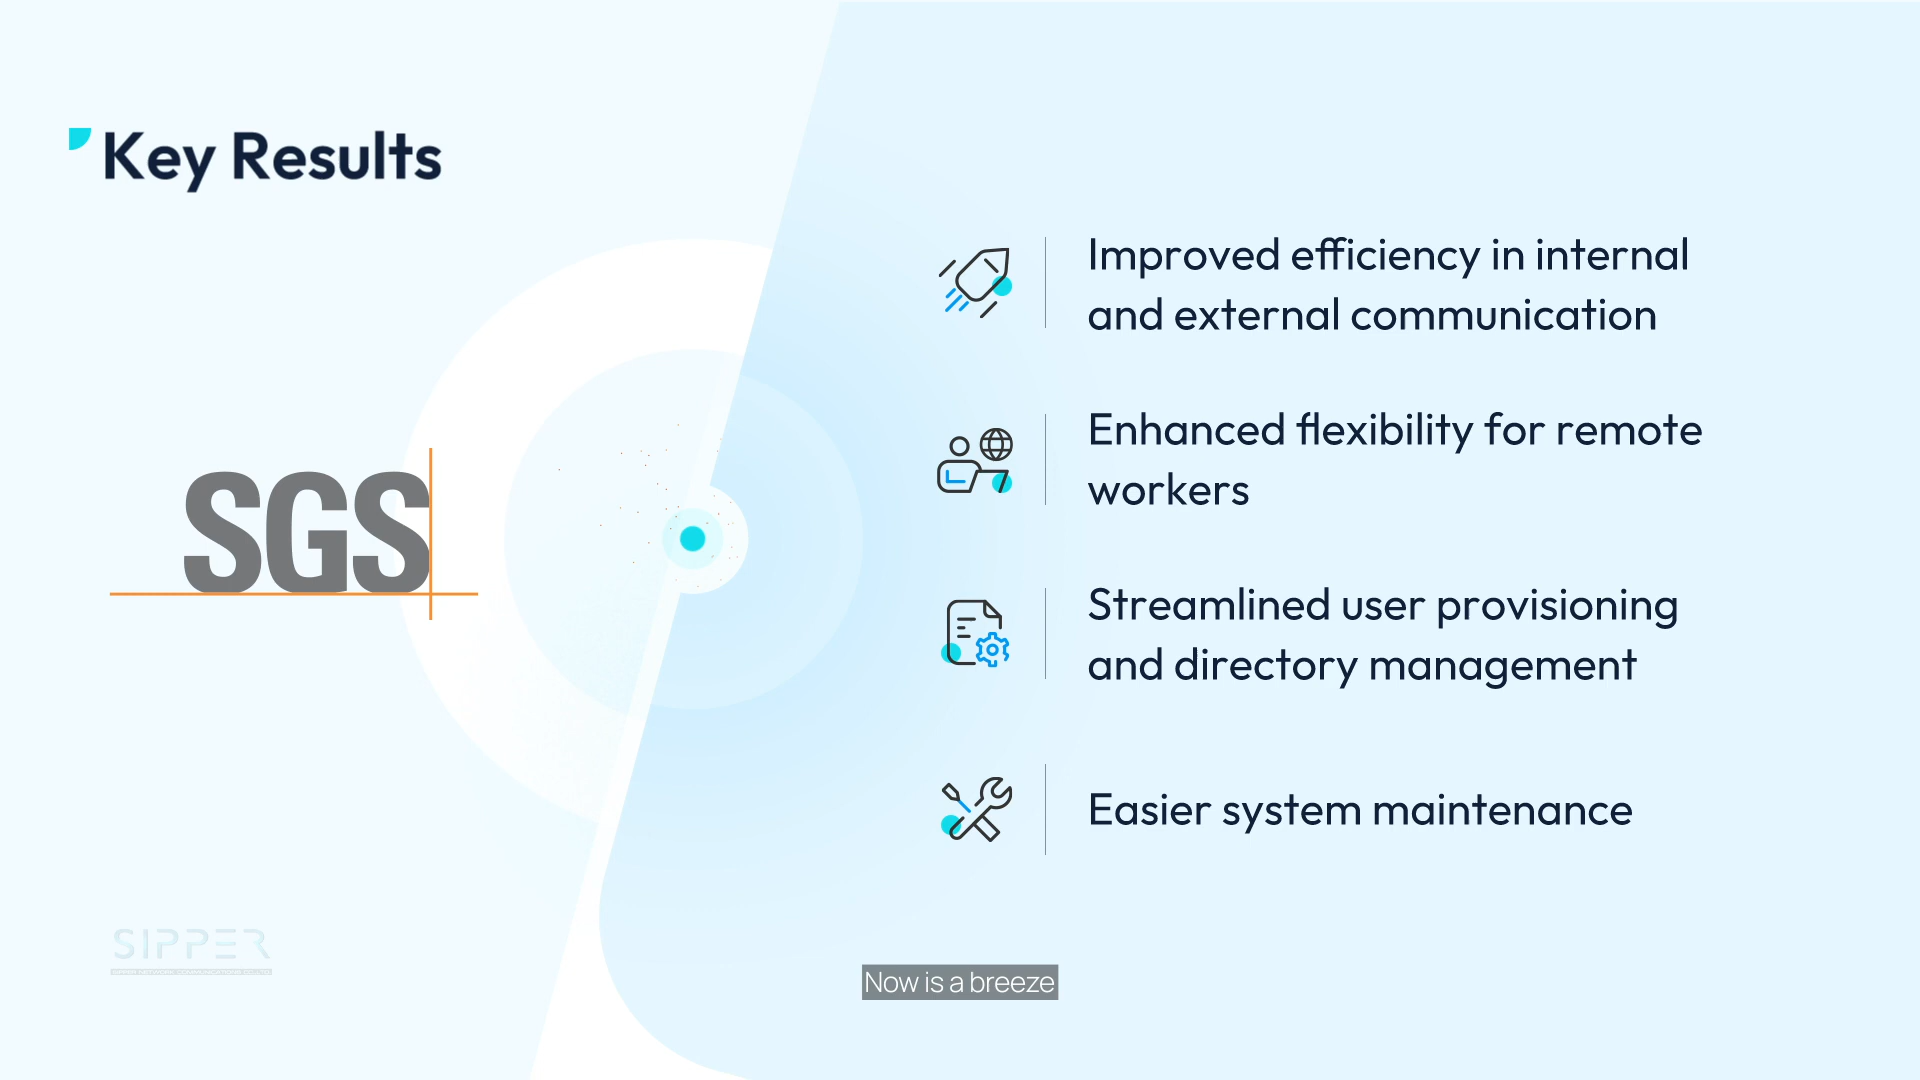 Key Results
SGS
Improved efficiency in internal
and external communication
Enhanced flexibility for remote
workers
Streamlined user provisioning
and directory management
Easier system maintenance
SIPPER
Now is a breeze